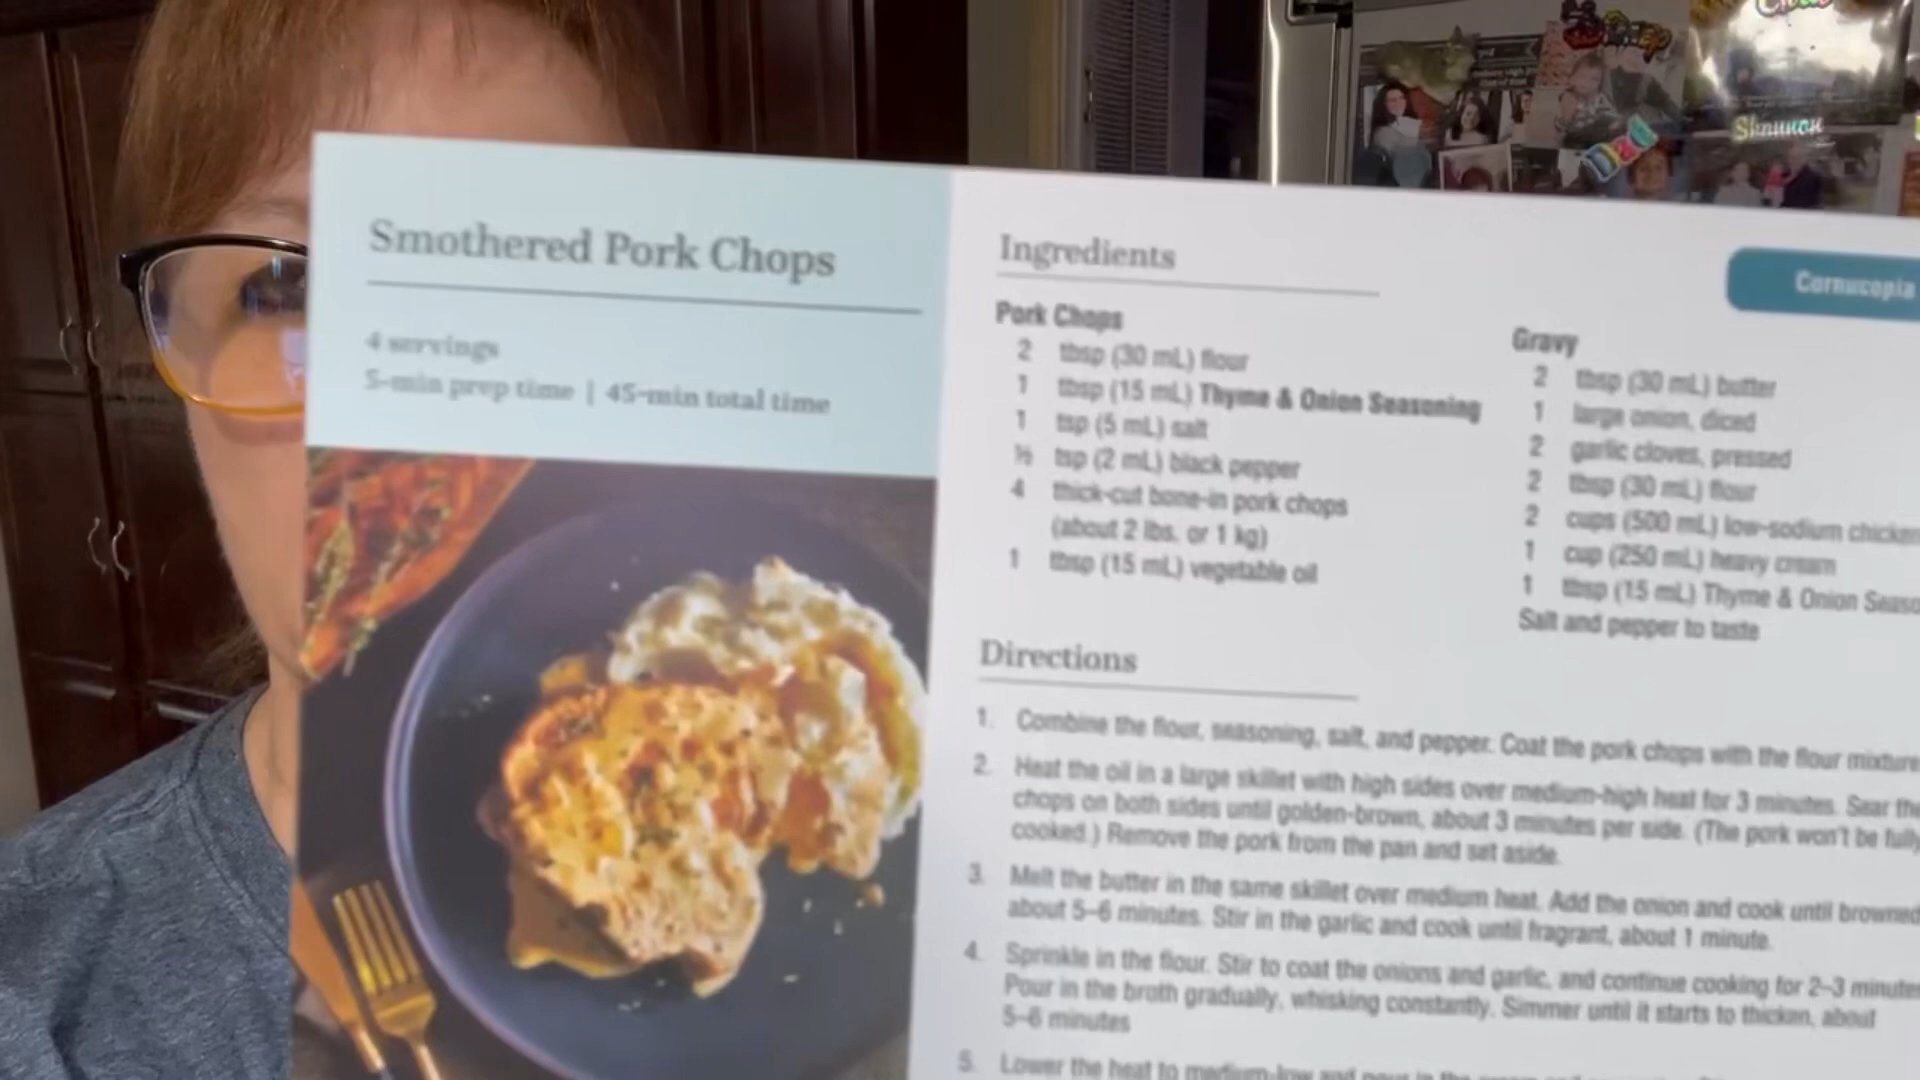 Smothered Pork Chops
4 servings
5-min prep time | 45-min total time
Ingredients
Cornucopia
Pork Chops
2 tbsp (30 mL) flour
1 tbsp (15 mL) Thyme & Onion Seasoning
1 tsp (5 mL) salt
½ tsp (2 mL) black pepper
4 thick-cut bone-in pork chops
(about 2 lbs. or 1 kg)
1 tbsp (15 mL) vegetable oil
Gravy
2 tbsp (30 mL) butter
1 large onion, diced
2 garlic cloves, pressed
2 tbsp (30 mL) flour
2 cups (500 mL) low-sodium chicken
1 cup (250 mL) heavy cream
1 tbsp (15 mL) Thyme & Onion Seaso
Salt and pepper to taste
Directions
1. Combine the flour, seasoning, salt, and pepper. Coat the pork chops with the flour mixture
2. Heat the oil in a large skillet with high sides over medium-high heat for 3 minutes. Sear the
chops on both sides until golden-brown, about 3 minutes per side. (The pork won't be fully
cooked.) Remove the pork from the pan and set aside.
3. Melt the butter in the same skillet over medium heat. Add the onion and cook until browned
about 5–6 minutes. Stir in the garlic and cook until fragrant, about 1 minute.
4. Sprinkle in the flour. Stir to coat the onions and garlic, and continue cooking for 2–3 minutes
Pour in the broth gradually, whisking constantly. Simmer until it starts to thicken, about
5–6 minutes
5. Lower the heat to medium-low and pour in the cream and
Shannon